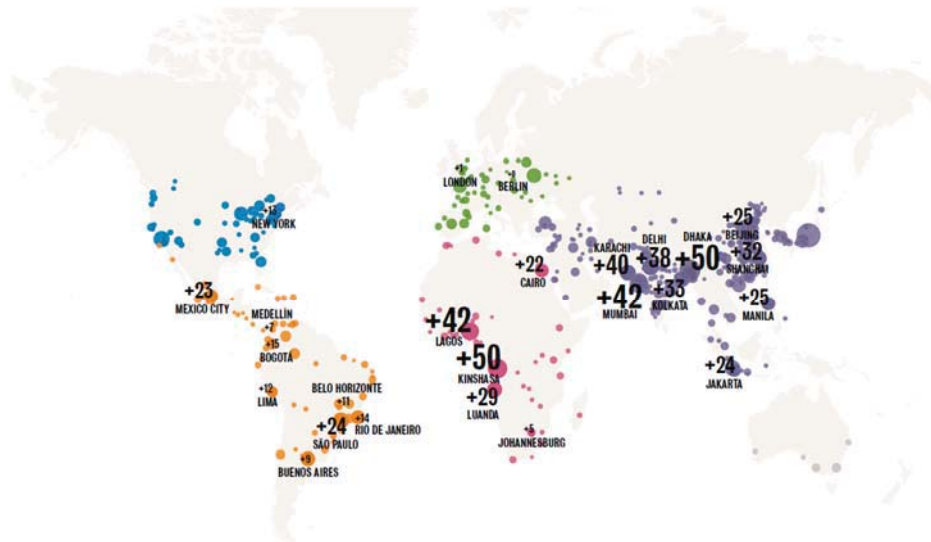 +1
LONDON
+0
BERLIN
+13
NEW YORK
+25
BEIJING
DELHI
DHAKA
KARACHI
+38
+50
+32
SHANGHAI
+40
+22
CAIRO
+33
KOLKATA
+42
MUMBAI
+25
MANILA
+23
MEXICO CITY
MEDELLÍN
+7
+15
BOGOTÁ
+42
LAGOS
+50
KINSHASA
+24
JAKARTA
+12
LIMA
BELO HORIZONTE
+11
+29
LUANDA
+14
RIO DE JANEIRO
+24
SÃO PAULO
+5
JOHANNESBURG
+9
BUENOS AIRES